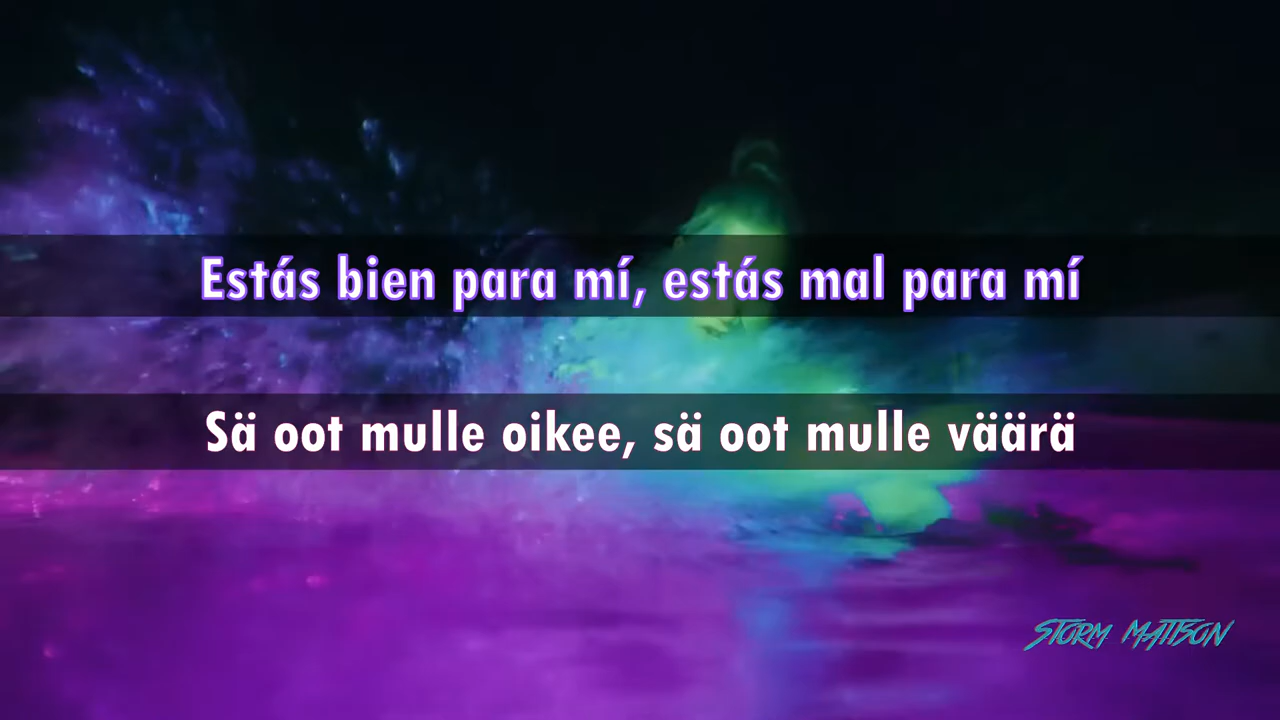 Estás bien para mí, estás mal para mí
Sä oot mulle oikee, sä oot mulle väärä
STORM MATTSON